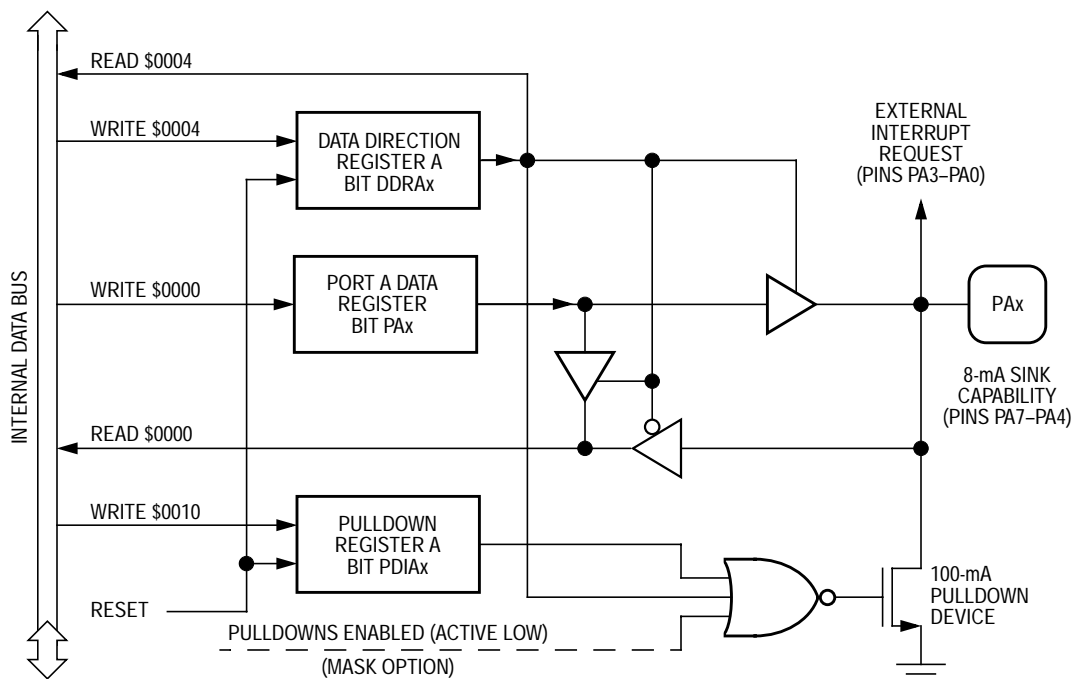 READ $0004
WRITE $0004
DATA DIRECTION
REGISTER A
BIT DDRAx
EXTERNAL
INTERRUPT
REQUEST
(PINS PA3–PA0)
INTERNAL DATA BUS
WRITE $0000
PORT A DATA
REGISTER
BIT PAx
PAx
8-mA SINK
CAPABILITY
(PINS PA7–PA4)
READ $0000
WRITE $0010
PULLDOWN
REGISTER A
BIT PDIAx
100-mA
PULLDOWN
DEVICE
RESET
PULLDOWNS ENABLED (ACTIVE LOW)
(MASK OPTION)